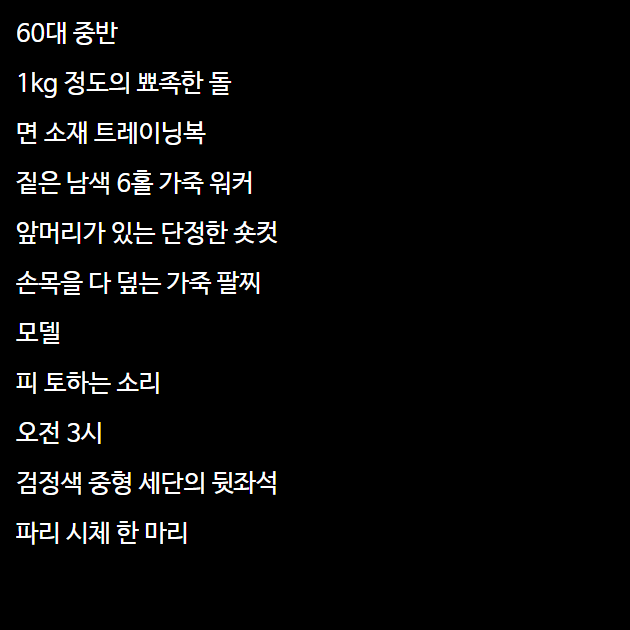 60대 중반
1kg 정도의 뾰족한 돌
면 소재 트레이닝복
짙은 남색 6홀 가죽 워커
앞머리가 있는 단정한 숏컷
손목을 다 덮는 가죽 팔찌
모델
피 토하는 소리
오전 3시
검정색 중형 세단의 뒷좌석
파리 시체 한 마리